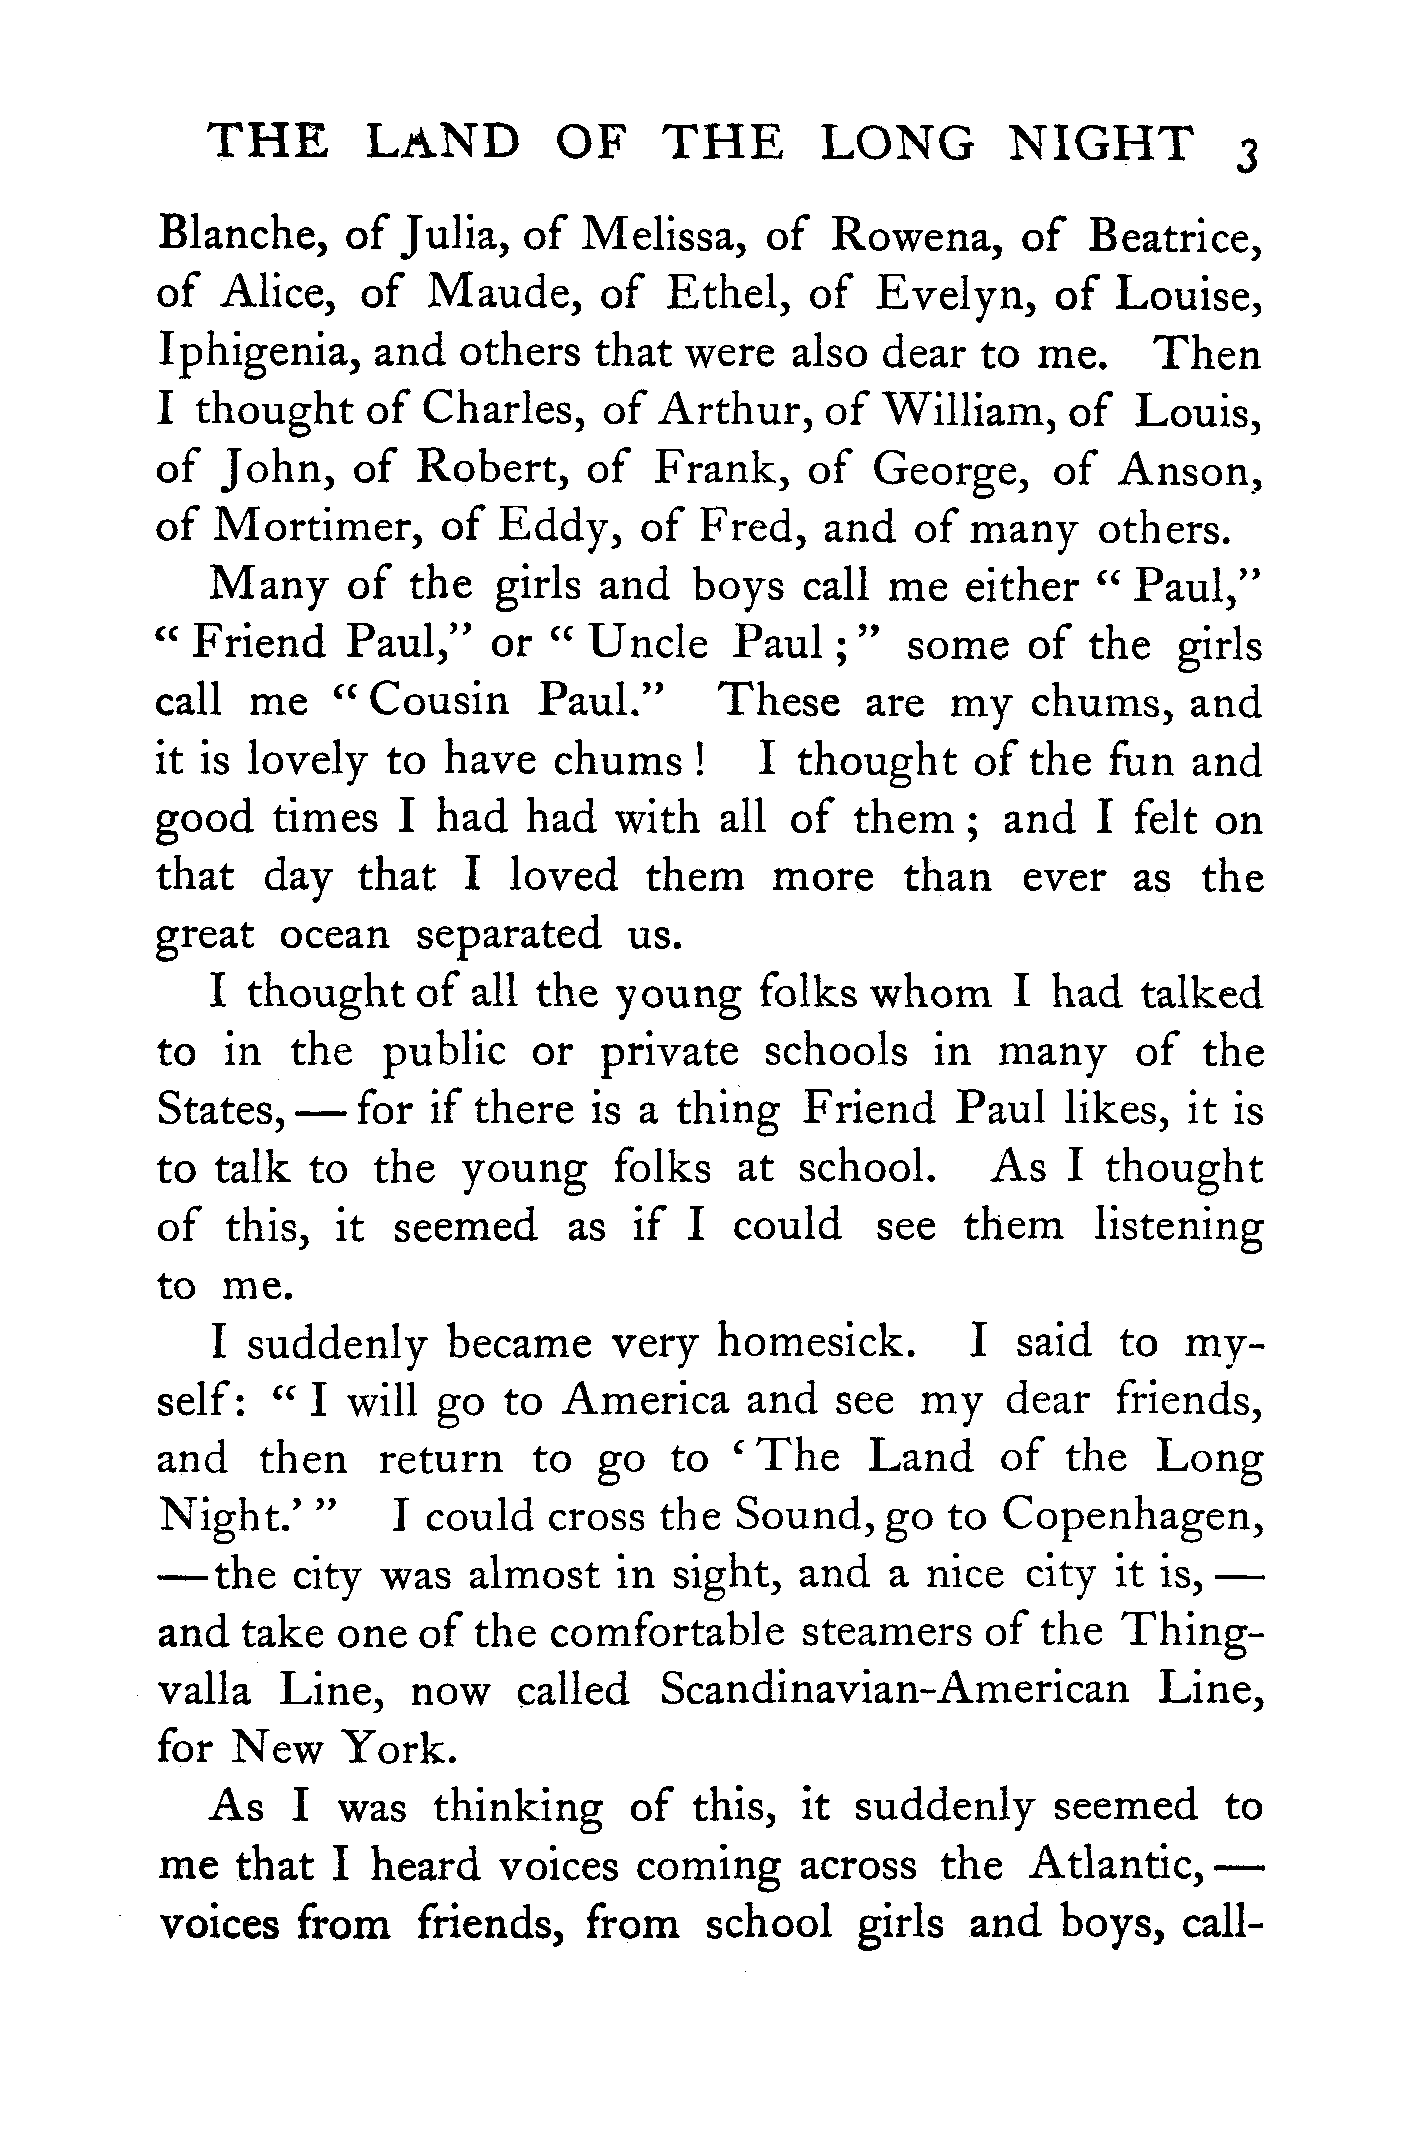 THE LAND OF THE LONG NIGHT 3
Blanche, of Julia, of Melissa, of Rowena, of Beatrice,
of Alice, of Maude, of Ethel, of Evelyn, of Louise,
Iphigenia, and others that were also dear to me. Then
I thought of Charles, of Arthur, of William, of Louis,
of John, of Robert, of Frank, of George, of Anson,
of Mortimer, of Eddy, of Fred, and of many others.
Many of the girls and boys call me either “ Paul,”
“ Friend Paul,” or “ Uncle Paul ; ” some of the girls
call me “ Cousin Paul.” These are my chums, and
it is lovely to have chums ! I thought of the fun and
good times I had had with all of them ; and I felt on
that day that I loved them more than ever as the
great ocean separated us.
I thought of all the young folks whom I had talked
to in the public or private schools in many of the
States, — for if there is a thing Friend Paul likes, it is
to talk to the young folks at school. As I thought
of this, it seemed as if I could see them listening
to me.
I suddenly became very homesick. I said to my-
self: “ I will go to America and see my dear friends,
and then return to go to ‘ The Land of the Long
Night.’ ” I could cross the Sound, go to Copenhagen,
— the city was almost in sight, and a nice city it is, —
and take one of the comfortable steamers of the Thing-
valla Line, now called Scandinavian-American Line,
for New York.
As I was thinking of this, it suddenly seemed to
me that I heard voices coming across the Atlantic, —
voices from friends, from school girls and boys, call-